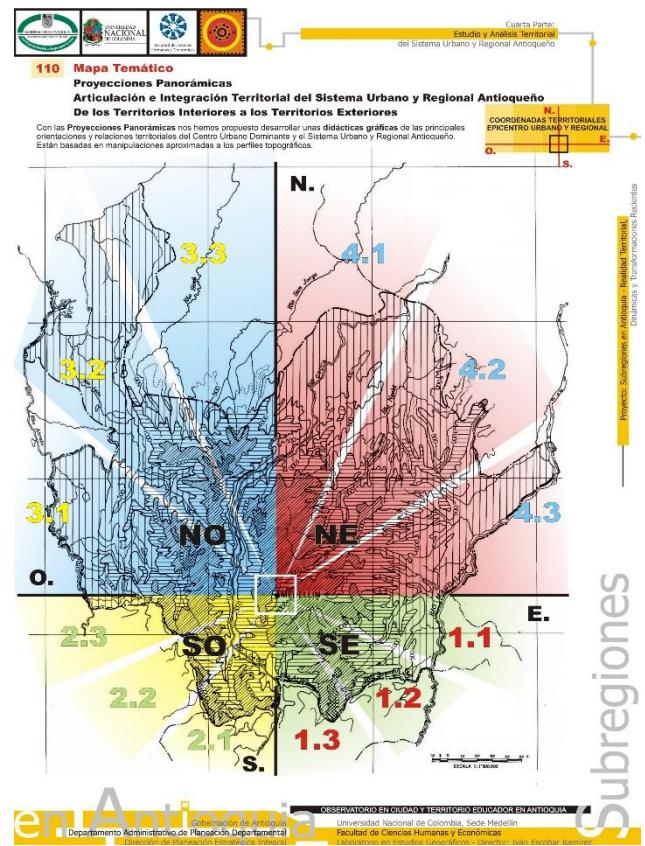 GOBERNACIÓN DE ANTIOQUIA
UNIVERSIDAD
NACIONAL
DE COLOMBIA
Facultad de Ciencias
Humanas y Económicas
Cuarta Parte:
Estudio y Análisis Territorial
del Sistema Urbano y Regional Antioqueño
110 Mapa Temático
Proyecciones Panorámicas
Articulación e Integración Territorial del Sistema Urbano y Regional Antioqueño
De los Territorios Interiores a los Territorios Exteriores
Con las Proyecciones Panorámicas nos hemos propuesto desarrollar unas didácticas gráficas de las principales
orientaciones y relaciones territoriales del Centro Urbano Dominante y el Sistema Urbano y Regional Antioqueño.
Están basadas en manipulaciones aproximadas a los perfiles topográficos.
N.
COORDENADAS TERRITORIALES
EPICENTRO URBANO Y REGIONAL
E.
O.
S.
N.
3.3
4.1
3.2
4.2
3.1
4.3
NO
NE
O.
E.
SO
SE
2.3
1.1
2.2
1.2
2.1
1.3
S.
ESCALA 1:1'500.000
Proyecto: Subregiones en Antioquia - Realidad Territorial,
Dinámicas y Transformaciones Recientes
Subregiones
en Antioquia
OBSERVATORIO EN CIUDAD Y TERRITORIO EDUCADOR EN ANTIOQUIA
Gobernación de Antioquia
Departamento Administrativo de Planeación Departamental
Dirección de Planeación Estratégica Integral
Universidad Nacional de Colombia, Sede Medellín
Facultad de Ciencias Humanas y Económicas
Laboratorio en Estudios Geográficos - Director: Iván Escobar Ramírez